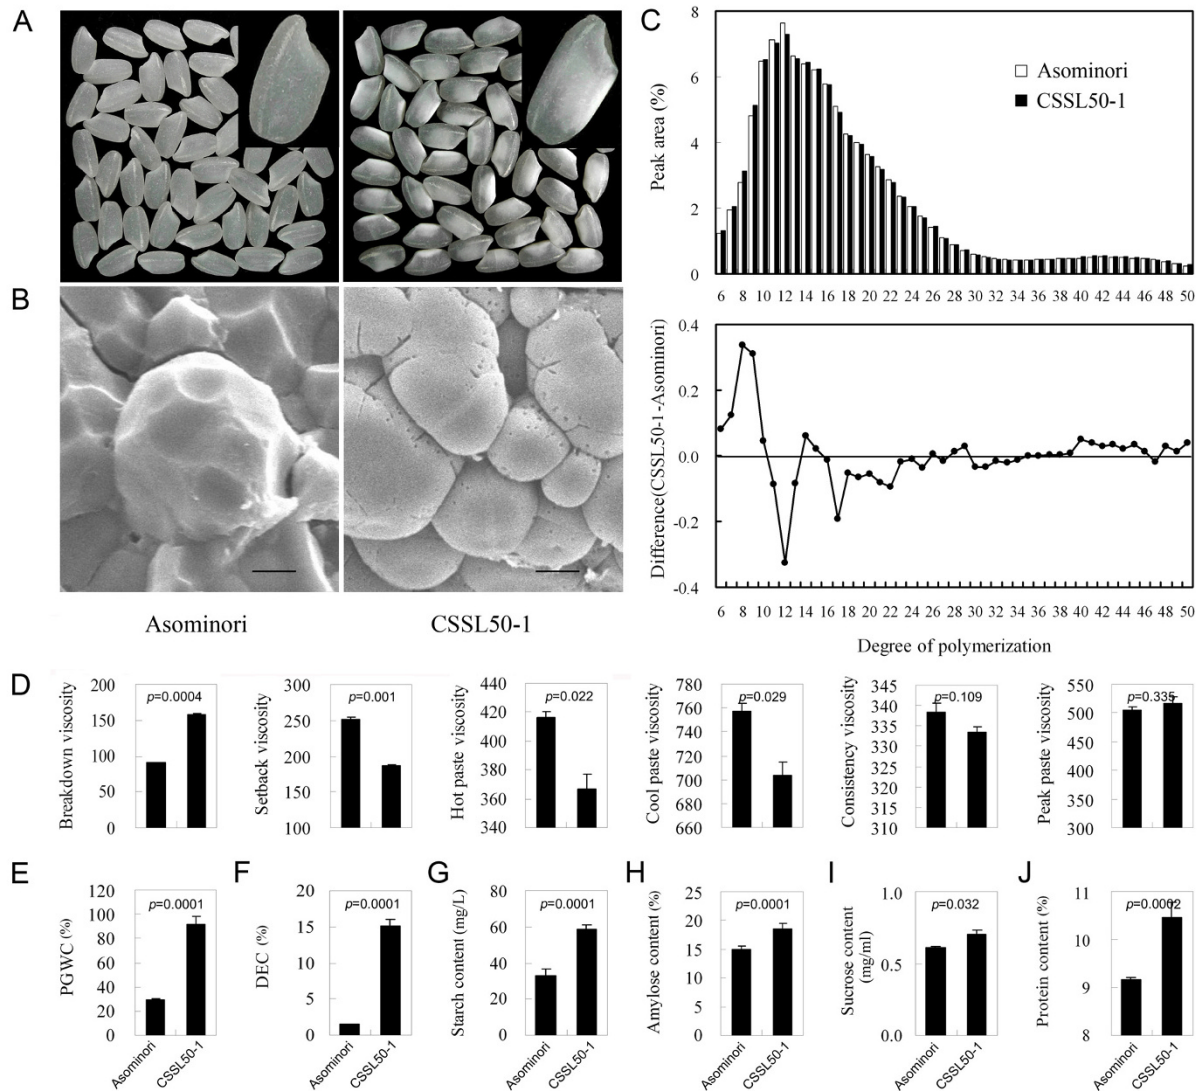 A
B
Asominori
CSSL50-1
C
Peak area (%)
8
6
4
2
0
Asominori
CSSL50-1
6 8 10 12 14 16 18 20 22 24 26 28 30 32 34 36 38 40 42 44 46 48 50
Difference(CSSL50-1-Asominori)
0.4
0.2
0.0
-0.2
-0.4
6 8 10 12 14 16 18 20 22 24 26 28 30 32 34 36 38 40 42 44 46 48 50
Degree of polymerization
D
Breakdown viscosity
200
150
100
50
0
p=0.0004
Setback viscosity
300
250
200
150
100
p=0.001
Hot paste viscosity
440
420
400
380
360
340
p=0.022
Cool paste viscosity
780
760
740
720
700
680
660
p=0.029
Consistency viscosity
345
340
335
330
325
320
315
310
p=0.109
Peak paste viscosity
550
500
450
400
350
300
p=0.335
E
PGWC (%)
120
100
80
60
40
20
0
p=0.0001
Asominori
CSSL50-1
F
DEC (%)
20
15
10
5
0
p=0.0001
Asominori
CSSL50-1
G
Starch content (mg/L)
80
60
40
20
0
p=0.0001
Asominori
CSSL50-1
H
Amylose content (%)
25
20
15
10
5
0
p=0.0001
Asominori
CSSL50-1
I
Sucrose content
(mg/ml)
1.0
0.5
0.0
p=0.032
Asominori
CSSL50-1
J
Protein content (%)
11
10
9
8
p=0.0002
Asominori
CSSL50-1